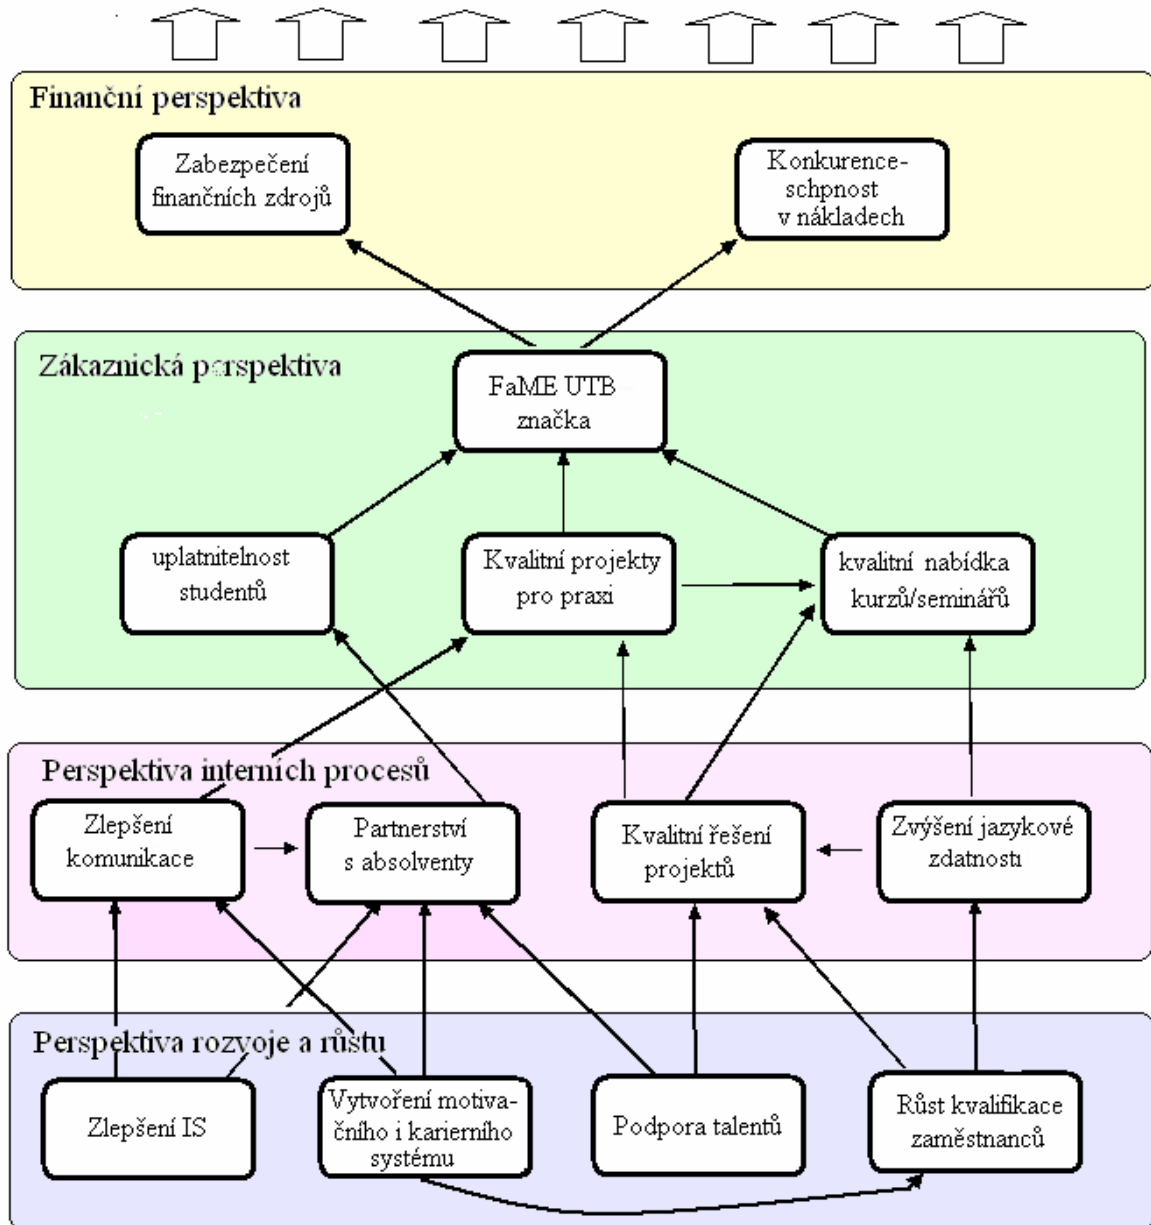 Finanční perspektiva
Zabezpečení
finančních zdrojů
Konkurence-
schpnost
v nákladech
Zákaznická perspektiva
FaME UTB
značka
uplatnitelnost
studentů
Kvalitní projekty
pro praxi
kvalitní nabídka
kurzů/seminářů
Perspektiva interních procesů
Zlepšení
komunikace
Partnerství
s absolventy
Kvalitní řešení
projektů
Zvýšení jazykové
zdatnosti
Perspektiva rozvoje a růstu
Zlepšení IS
Vytvoření motiva-
čního i karierního
systému
Podpora talentů
Růst kvalifikace
zaměstnanců